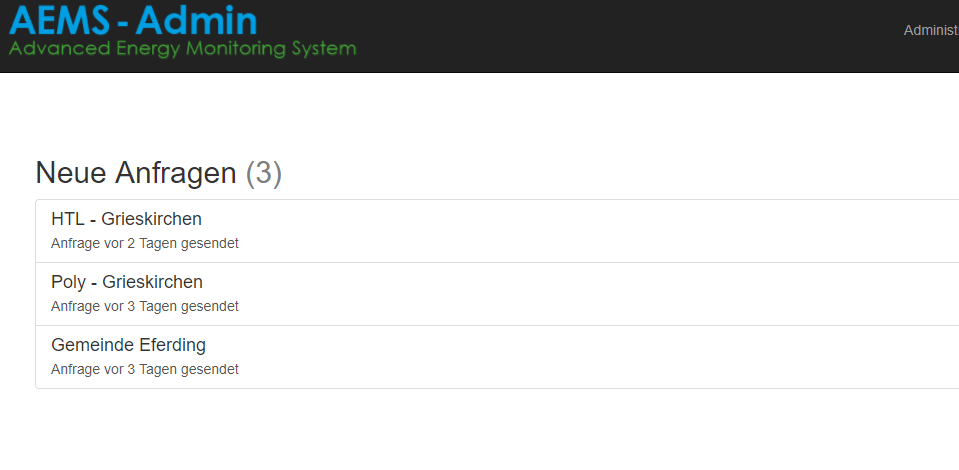 AEMS - Admin
Advanced Energy Monitoring System
Administ
Neue Anfragen (3)
HTL - Grieskirchen
Anfrage vor 2 Tagen gesendet
Poly - Grieskirchen
Anfrage vor 3 Tagen gesendet
Gemeinde Eferding
Anfrage vor 3 Tagen gesendet